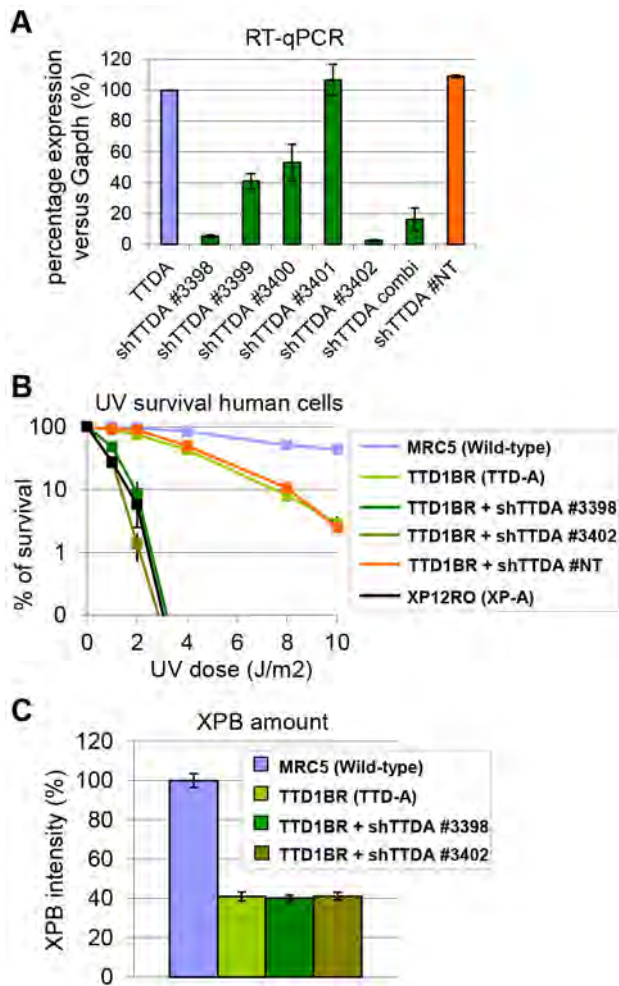 A
RT-qPCR
percentage expression
versus Gapdh (%)
120
100
80
60
40
20
0
TTDA
shTTDA #3398
shTTDA #3399
shTTDA #3400
shTTDA #3401
shTTDA #3402
shTTDA combi
shTTDA #NT
B
UV survival human cells
% of survival
100
10
1
0
0
2
4
6
8
10
UV dose (J/m2)
MRC5 (Wild-type)
TTD1BR (TTD-A)
TTD1BR + shTTDA #3398
TTD1BR + shTTDA #3402
TTD1BR + shTTDA #NT
XP12RO (XP-A)
C
XPB amount
XPB intensity (%)
120
100
80
60
40
20
0
MRC5 (Wild-type)
TTD1BR (TTD-A)
TTD1BR + shTTDA #3398
TTD1BR + shTTDA #3402